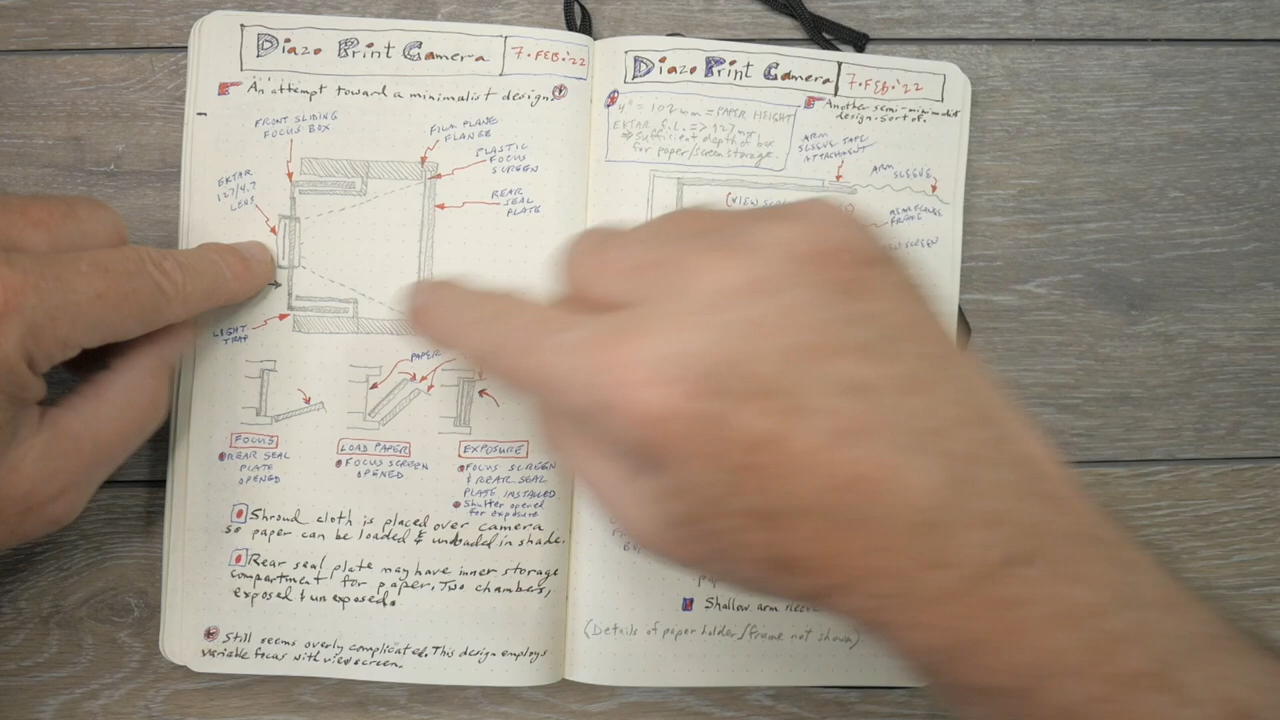 Diazo Print Camera
7·FEB·'22
An attempt toward a minimalist design.
FRONT SLIDING
FOCUS BOX
FILM PLANE
FLANGE
PLASTIC
FOCUS
SCREEN
EKTAR
127/4.7
LENS
REAR
SEAL
PLATE
LIGHT
TRAP
PAPER
FOCUS
REAR SEAL
PLATE
OPENED
LOAD PAPER
FOCUS SCREEN
OPENED
EXPOSURE
FOCUS SCREEN
& REAR SEAL
PLATE INSTALLED
Shutter opened
for exposure
Shroud cloth is placed over camera
so paper can be loaded & unloaded in shade.
Rear seal plate may have inner storage
compartment for paper. Two chambers,
exposed & unexposed.
Still seems overly complicated. This design employs
variable focus with viewscreen.
Diazo Print Camera
7·FEB·'22
4" = 102mm = PAPER HEIGHT
EKTAR f.l. => 127mm
=> Sufficient depth of box
for paper/screen storage.
Another semi-minimalist
design. Sort of.
ARM
SLEEVE TAPE
ATTACHMENT
ARM
SLEEVE
(VIEW
FRAME
SCREEN
Shallow arm
(Details of paper holder/frame not shown)